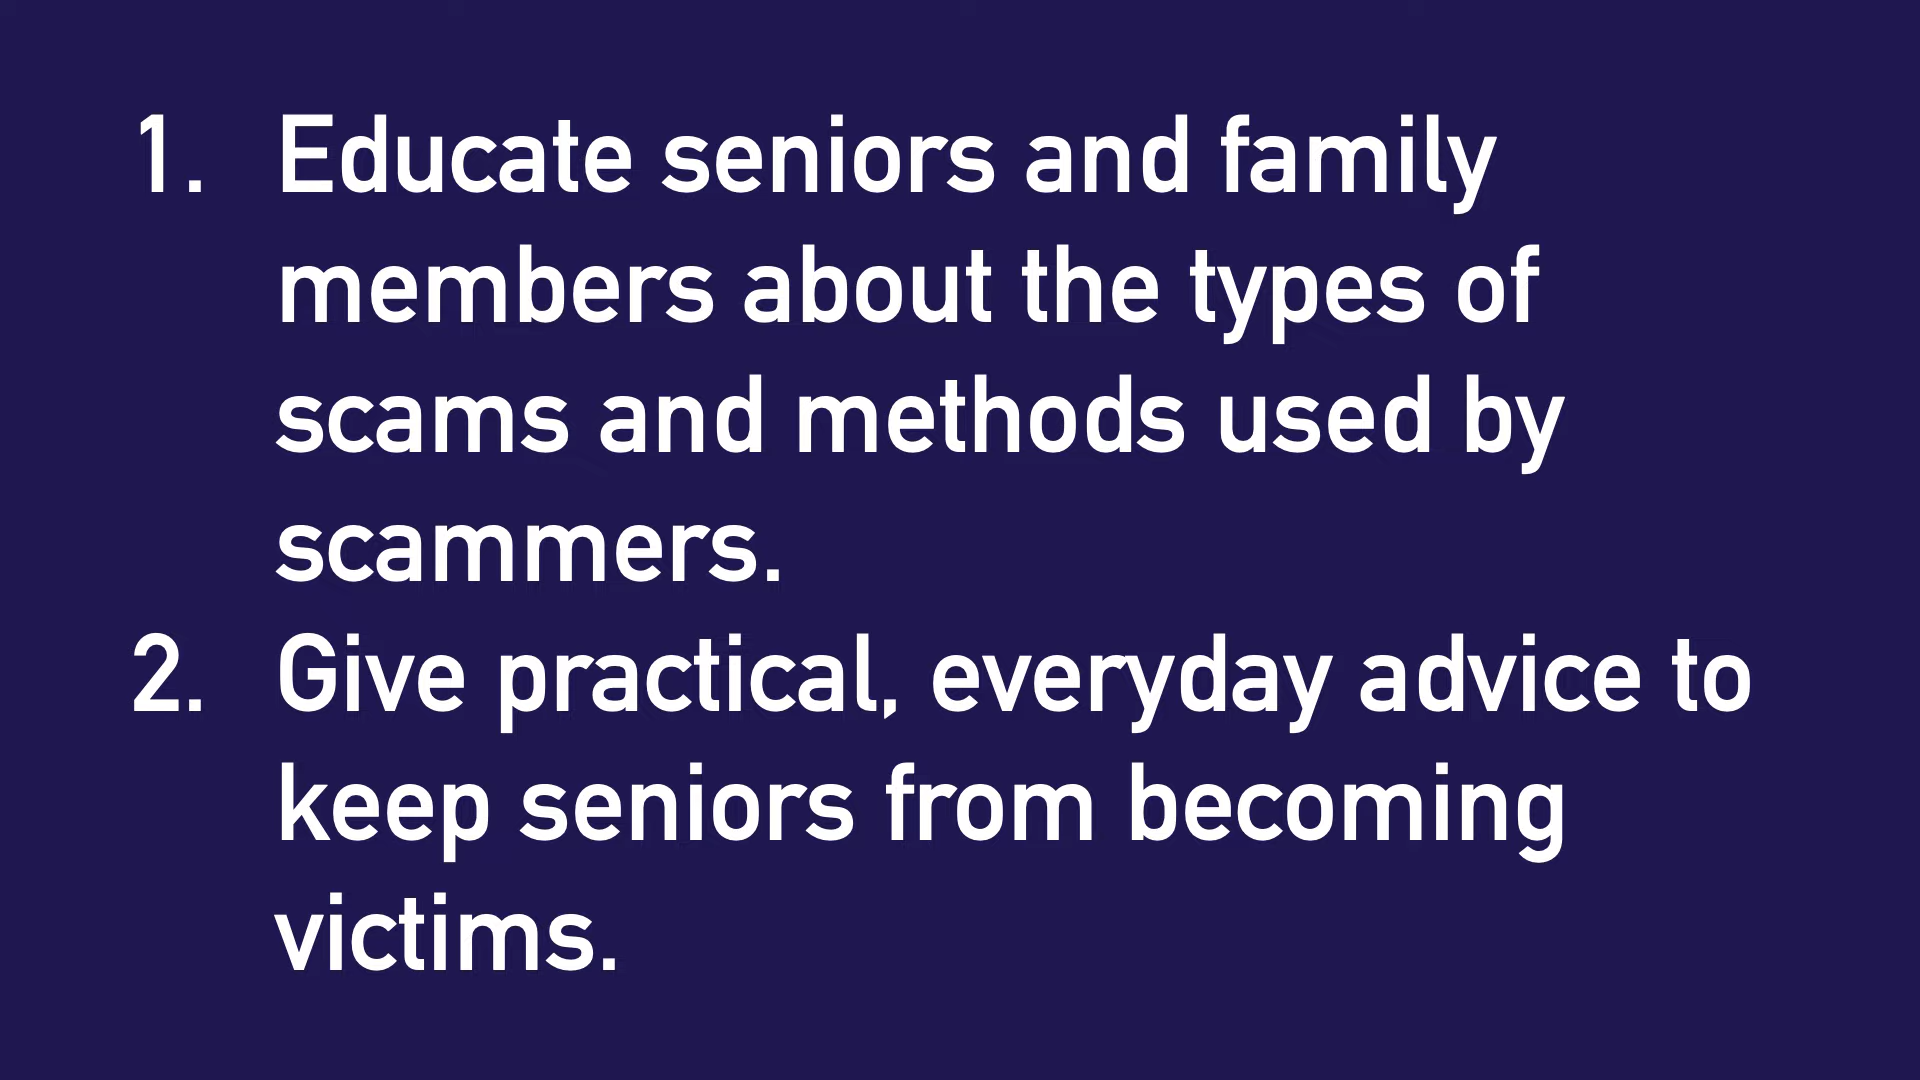 1. Educate seniors and family
members about the types of
scams and methods used by
scammers.
2. Give practical, everyday advice to
keep seniors from becoming
victims.